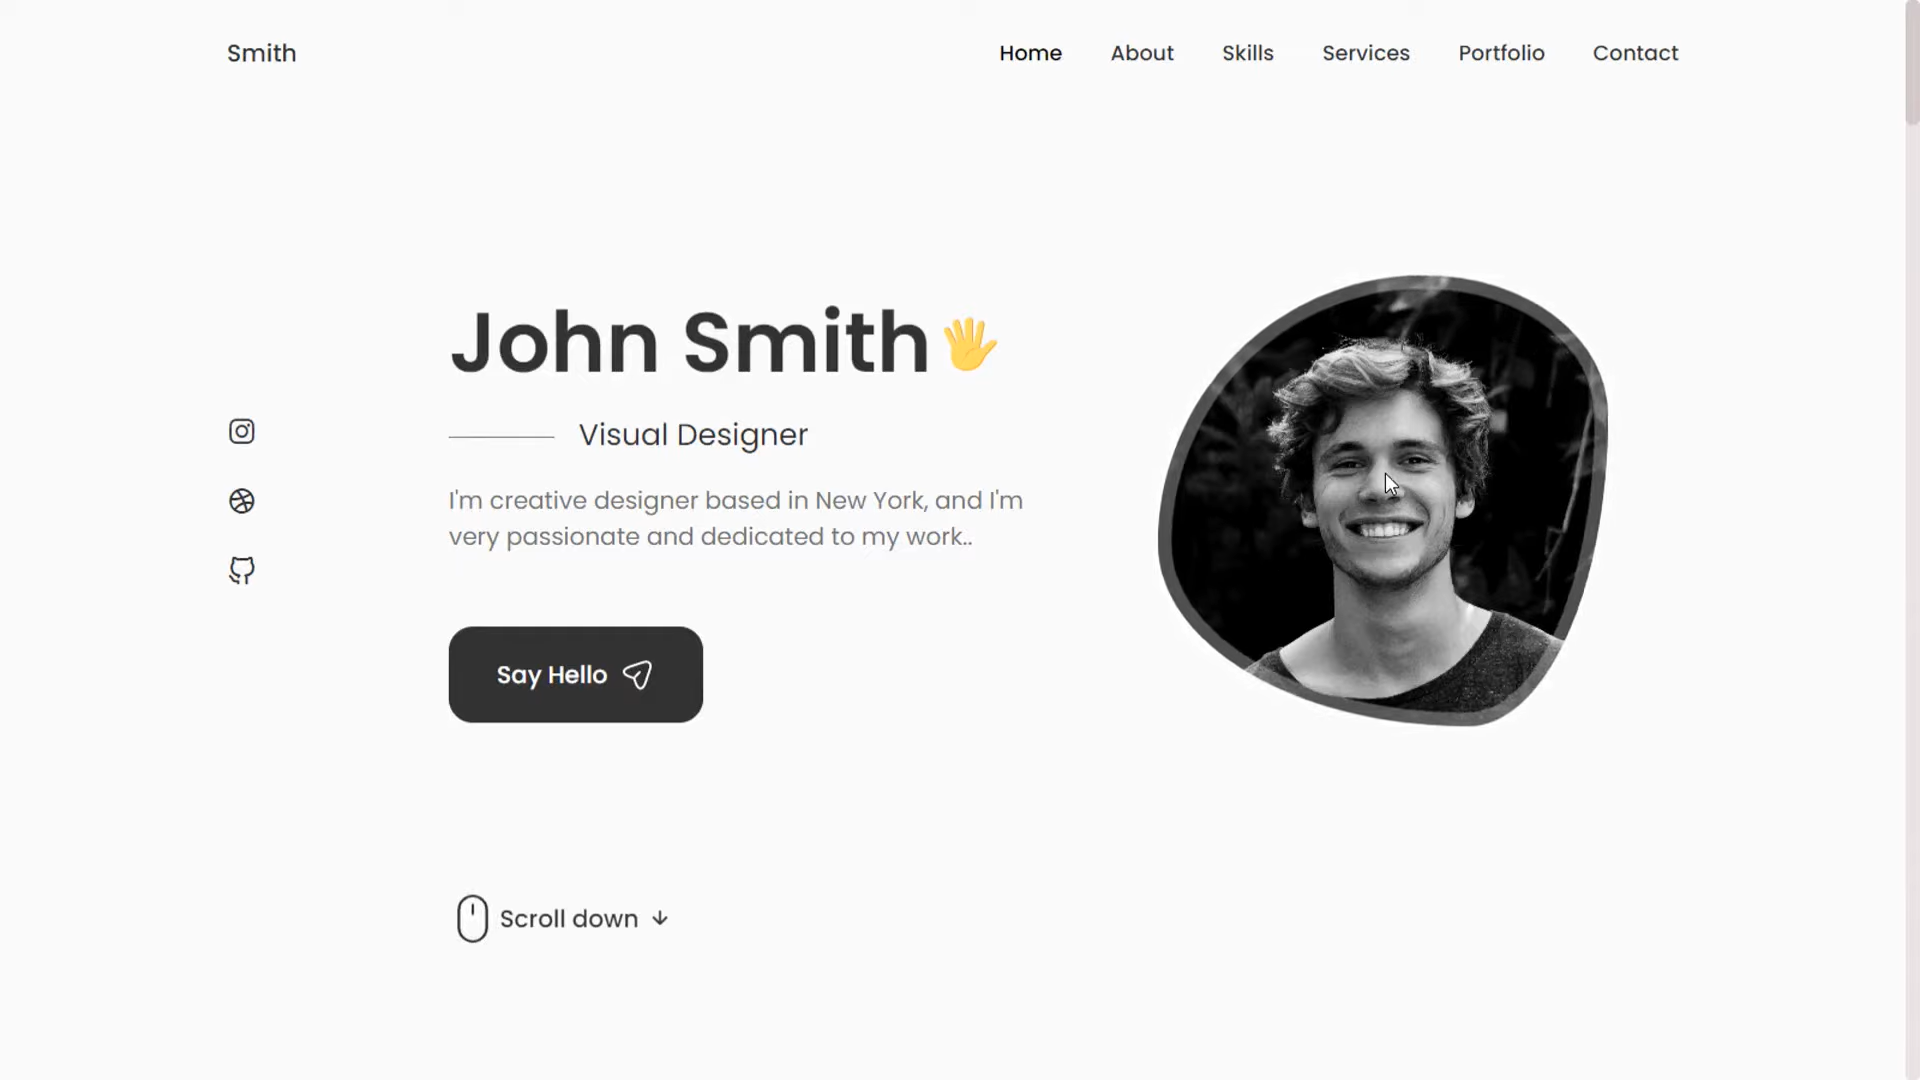 Smith
Home About Skills Services Portfolio Contact
John Smith
Visual Designer
I'm creative designer based in New York, and I'm
very passionate and dedicated to my work..
Say Hello
Scroll down